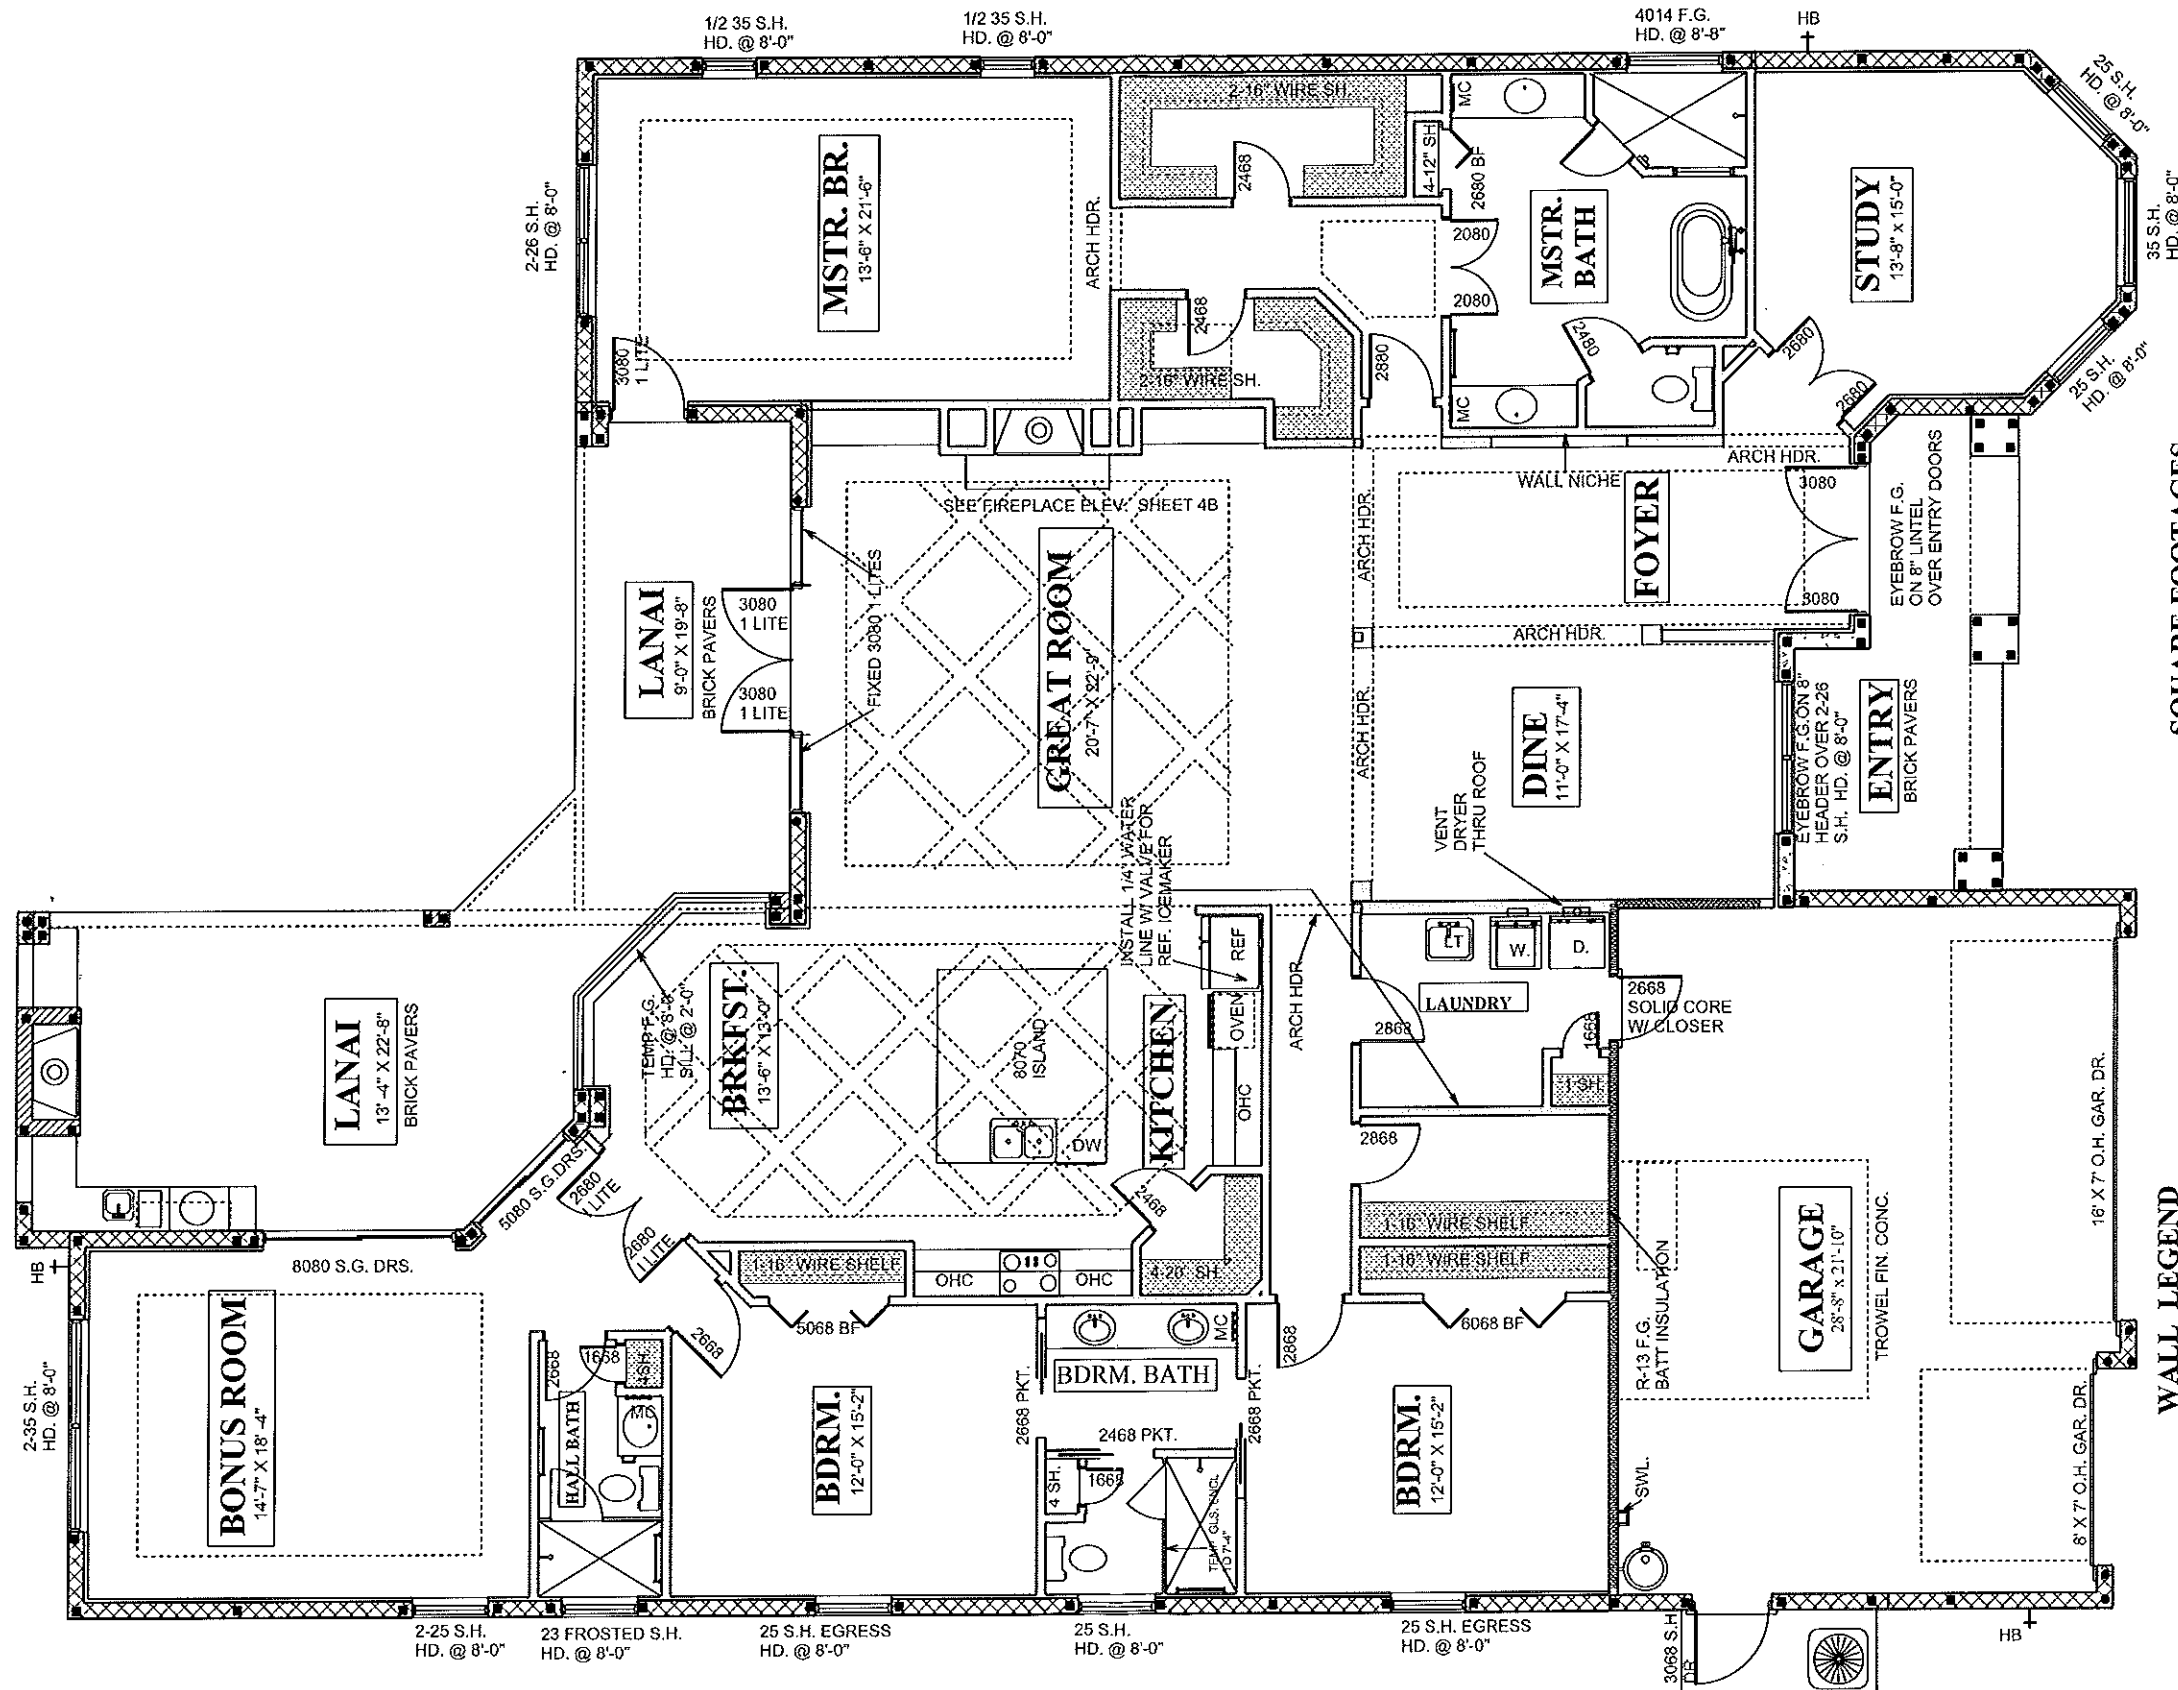 1/2 35 S.H.
HD. @ 8'-0"
1/2 35 S.H.
HD. @ 8'-0"
4014 F.G.
HD. @ 8'-8"
HB
25 S.H.
HD. @ 8'-0"
35 S.H.
HD. @ 8'-0"
25 S.H.
HD. @ 8'-0"
2-26 S.H.
HD. @ 8'-0"
MSTR. BR.
13'-6" X 21'-6"
3080
1 LITE
ARCH HDR.
2-16" WIRE SH.
2468
2468
2-16" WIRE SH.
MC
4-12" SH
2680 BF
2080
2080
MSTR.
BATH
2480
MC
2880
STUDY
13'-8" x 15'-0"
2680
2680
WALL NICHE
ARCH HDR.
FOYER
3080
3080
EYEBROW F.G.
ON 8" LINTEL
OVER ENTRY DOORS
ARCH HDR.
ARCH HDR.
ARCH HDR.
SEE FIREPLACE ELEV. SHEET 4B
GREAT ROOM
20'-7" X 22'-9"
FIXED 3080 1 LITES
LANAI
9'-0" X 19'-8"
BRICK PAVERS
3080
1 LITE
3080
1 LITE
DINE
11'-0" X 17'-4"
EYEBROW F.G. ON 8"
HEADER OVER 2-26
S.H. HD. @ 8'-0"
ENTRY
BRICK PAVERS
SQUARE FOOTAGES
VENT
DRYER
THRU ROOF
INSTALL 1/4" WATER
LINE W/ VALVE FOR
REF. ICEMAKER
LANAI
13'-4" X 22'-8"
BRICK PAVERS
TEMP F.G.
HD. @ 8'-0"
SILL @ 2'-0"
BRKFST.
13'-6" X 13'-0"
8070
ISLAND
DW
KITCHEN
REF
OVEN
OHC
ARCH HDR.
LT
W.
D.
LAUNDRY
2868
1668
1 SH.
2668
SOLID CORE
W/ CLOSER
2868
1-16" WIRE SHELF
1-16" WIRE SHELF
5080 S.G. DRS.
2680
1 LITE
2680
1 LITE
8080 S.G. DRS.
HB
2468
4-20" SH.
OHC
OHC
1-16" WIRE SHELF
5068 BF
2668
BONUS ROOM
14'-7" X 18'-4"
2-35 S.H.
HD. @ 8'-0"
2668
1668
4 SH.
MC
HALL BATH
BDRM.
12'-0" X 15'-2"
2668 PKT.
MC
BDRM. BATH
2468 PKT.
2668 PKT.
4 SH.
1668
TEMP GLS. ENCL
TO 7'-4"
2868
6068 BF
BDRM.
12'-0" X 15'-2"
R-13 F.G.
BATT INSULATION
GARAGE
28'-8" x 21'-10"
TROWEL FIN. CONC.
16' X 7' O.H. GAR. DR.
8' X 7' O.H. GAR. DR.
SWL.
WALL LEGEND
2-25 S.H.
HD. @ 8'-0"
23 FROSTED S.H.
HD. @ 8'-0"
25 S.H. EGRESS
HD. @ 8'-0"
25 S.H.
HD. @ 8'-0"
25 S.H. EGRESS
HD. @ 8'-0"
3068 S.H
DR
HB